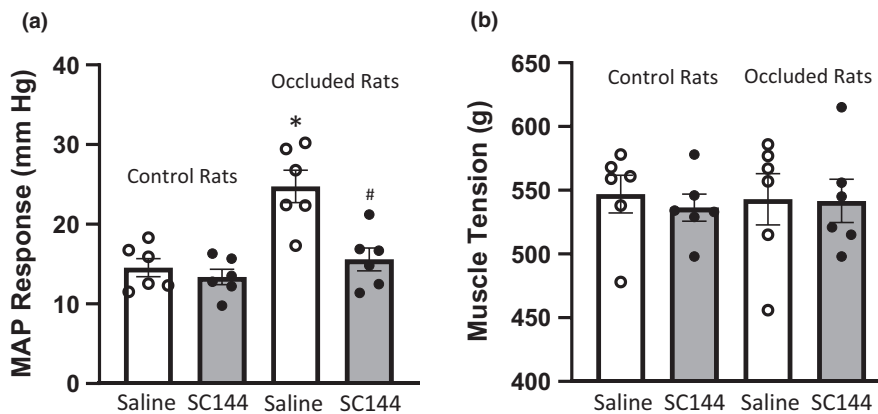 (a)
MAP Response (mm Hg)
40
30
20
10
0
Control Rats
Occluded Rats
*
#
Saline SC144 Saline SC144
(b)
Muscle Tension (g)
650
600
550
500
450
400
Control Rats Occluded Rats
Saline SC144 Saline SC144